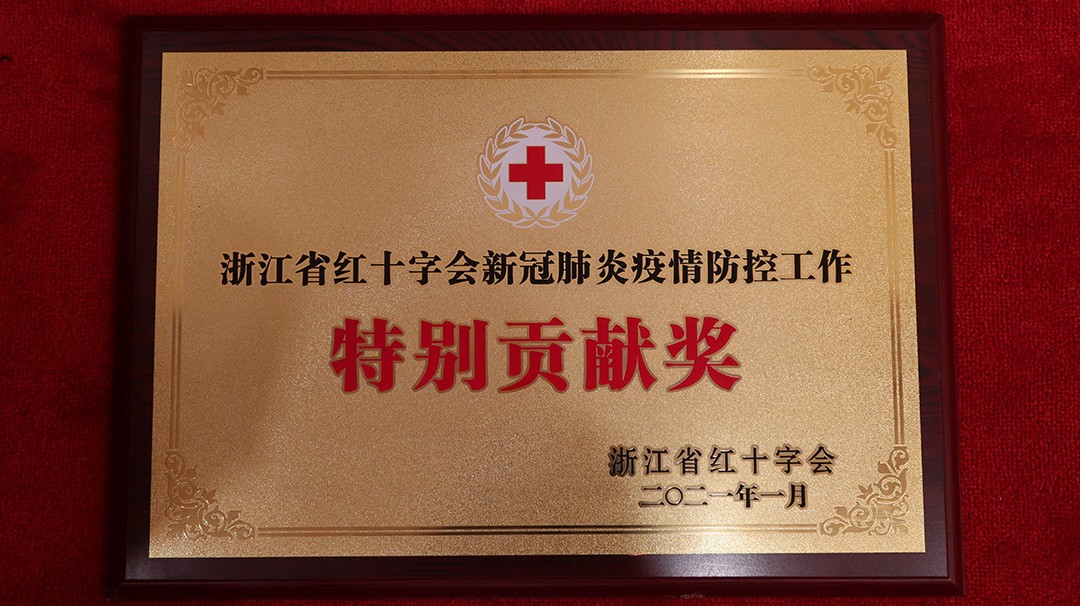 浙江省红十字会新冠肺炎疫情防控工作
特别贡献奖
浙江省红十字会
二〇二一年一月